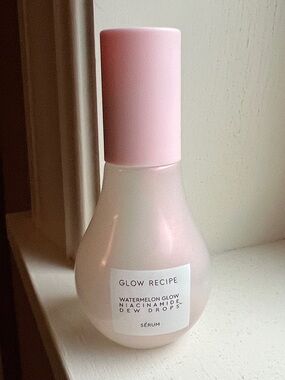 GLOW RECIPE
WATERMELON GLOW
NIACINAMIDE
DEW DROPS
SÉRUM